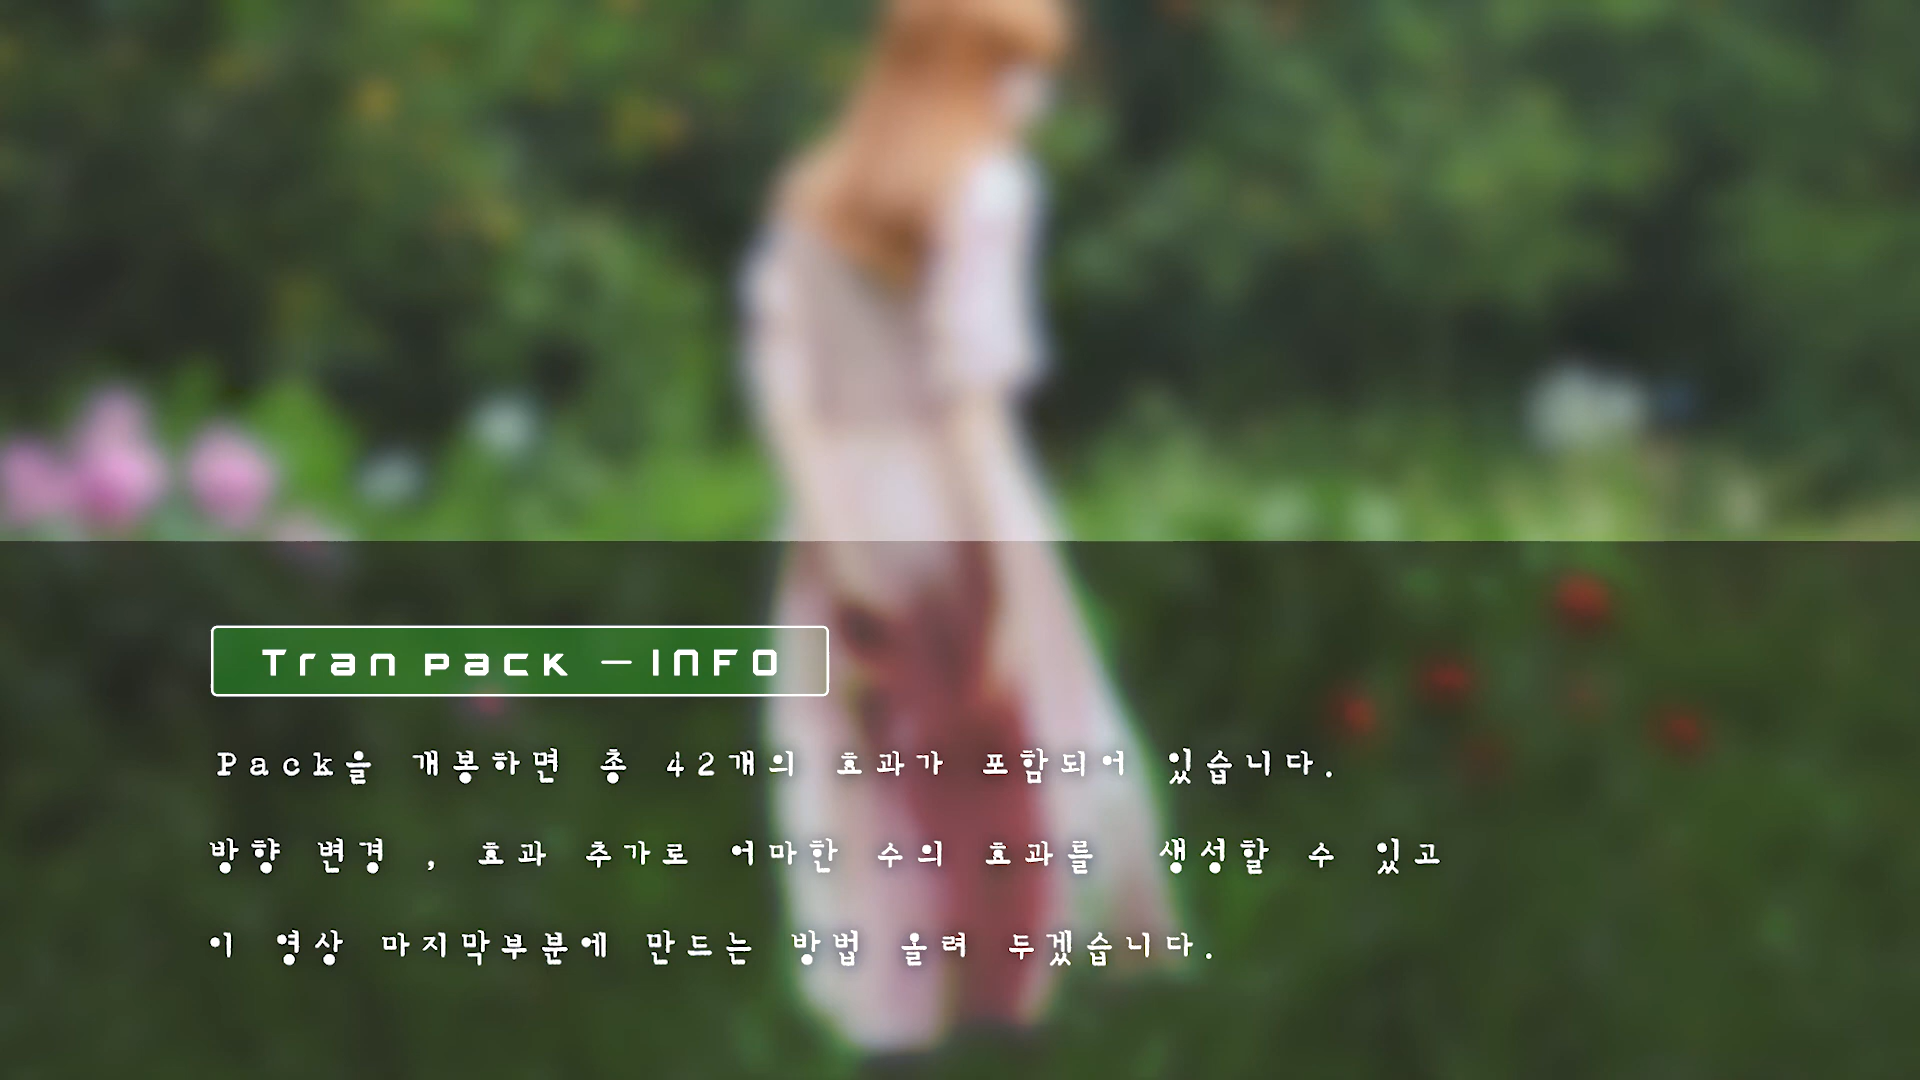 Tran pack -INFO
Pack을 개봉하면 총 42개의 효과가 포함되어 있습니다.
방향 변경 , 효과 추가로 어마한 수의 효과를 생성할 수 있고
이 영상 마지막부분에 만드는 방법 올려 두겠습니다.